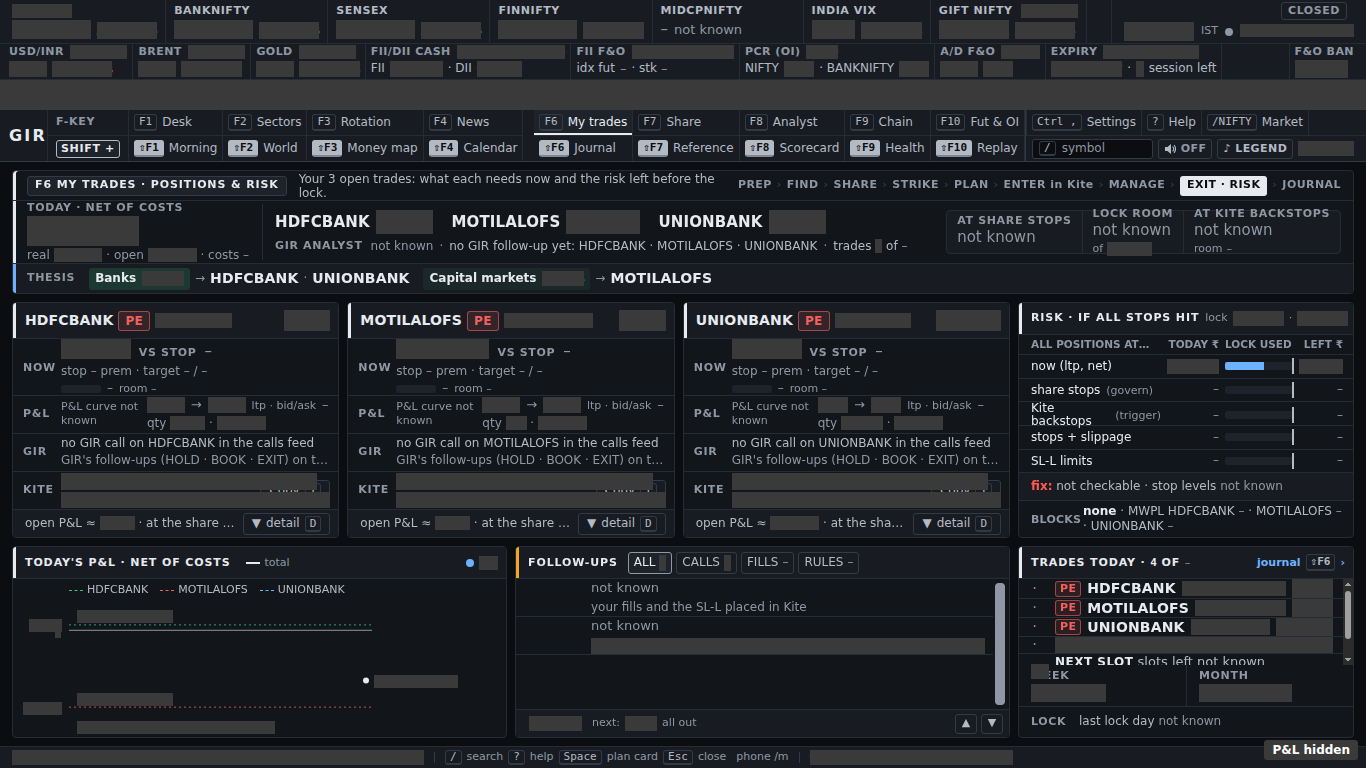 BANKNIFTY SENSEX FINNIFTY MIDCPNIFTY INDIA VIX GIFT NIFTY CLOSED
– not known IST
USD/INR BRENT GOLD FII/DII CASH FII F&O PCR (OI) A/D F&O EXPIRY F&O BAN
FII · DII idx fut – · stk – NIFTY · BANKNIFTY · session left
GIR F-KEY F1 Desk F2 Sectors F3 Rotation F4 News F6 My trades F7 Share F8 Analyst F9 Chain F10 Fut & OI Ctrl , Settings ? Help /NIFTY Market
SHIFT + ⇧F1 Morning ⇧F2 World ⇧F3 Money map ⇧F4 Calendar ⇧F6 Journal ⇧F7 Reference ⇧F8 Scorecard ⇧F9 Health ⇧F10 Replay / symbol OFF ♪ LEGEND
F6 MY TRADES · POSITIONS & RISK Your 3 open trades: what each needs now and the risk left before the lock. PREP › FIND › SHARE › STRIKE › PLAN › ENTER in Kite › MANAGE › EXIT · RISK › JOURNAL
TODAY · NET OF COSTS
real · open · costs –
HDFCBANK MOTILALOFS UNIONBANK
GIR ANALYST not known · no GIR follow-up yet: HDFCBANK · MOTILALOFS · UNIONBANK · trades of –
AT SHARE STOPS LOCK ROOM AT KITE BACKSTOPS
not known not known not known
of room –
THESIS Banks → HDFCBANK · UNIONBANK Capital markets → MOTILALOFS
HDFCBANK PE
NOW VS STOP –
stop – prem · target – / –
– room –
P&L P&L curve not known → ltp · bid/ask –
qty ·
GIR no GIR call on HDFCBANK in the calls feed
GIR's follow-ups (HOLD · BOOK · EXIT) on t…
KITE
open P&L ≈ · at the share … ▼ detail D
MOTILALOFS PE
NOW VS STOP –
stop – prem · target – / –
– room –
P&L P&L curve not known → ltp · bid/ask –
qty ·
GIR no GIR call on MOTILALOFS in the calls feed
GIR's follow-ups (HOLD · BOOK · EXIT) on t…
KITE
open P&L ≈ · at the share … ▼ detail D
UNIONBANK PE
NOW VS STOP –
stop – prem · target – / –
– room –
P&L P&L curve not known → ltp · bid/ask –
qty ·
GIR no GIR call on UNIONBANK in the calls feed
GIR's follow-ups (HOLD · BOOK · EXIT) on t…
KITE
open P&L ≈ · at the sha… ▼ detail D
RISK · IF ALL STOPS HIT lock ·
ALL POSITIONS AT… TODAY ₹ LOCK USED LEFT ₹
now (ltp, net)
share stops (govern) – –
Kite backstops (trigger) – –
stops + slippage – –
SL-L limits – –
fix: not checkable · stop levels not known
BLOCKS none · MWPL HDFCBANK – · MOTILALOFS – · UNIONBANK –
TODAY'S P&L · NET OF COSTS total
HDFCBANK MOTILALOFS UNIONBANK
FOLLOW-UPS ALL CALLS FILLS – RULES –
not known
your fills and the SL-L placed in Kite
not known
next: all out ▲ ▼
TRADES TODAY · 4 OF – journal ⇧F6 ›
· PE HDFCBANK
· PE MOTILALOFS
· PE UNIONBANK
·
NEXT SLOT slots left not known
EEK MONTH
LOCK last lock day not known
/ search ? help Space plan card Esc close phone /m
P&L hidden